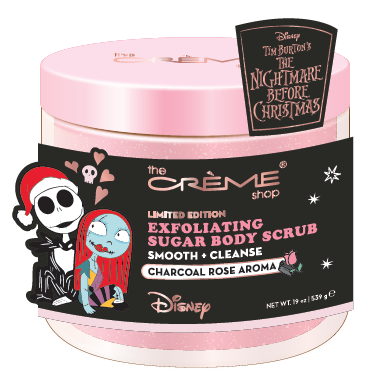 Disney
TIM BURTON'S
THE
NIGHTMARE
BEFORE
CHRISTMAS
the
CRÈME®
shop
LIMITED EDITION
EXFOLIATING
SUGAR BODY SCRUB
SMOOTH + CLEANSE
CHARCOAL ROSE AROMA
Disney
NET WT. 19 oz | 539 g e